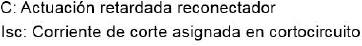 C: Actuación retardada reconectador
Isc: Corriente de corte asignada en cortocircuito